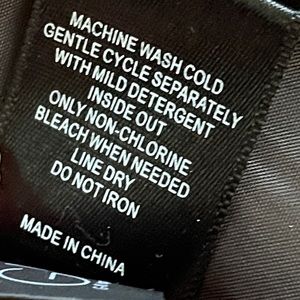 MACHINE WASH COLD
GENTLE CYCLE SEPARATELY
WITH MILD DETERGENT
INSIDE OUT
ONLY NON-CHLORINE
BLEACH WHEN NEEDED
LINE DRY
DO NOT IRON
MADE IN CHINA